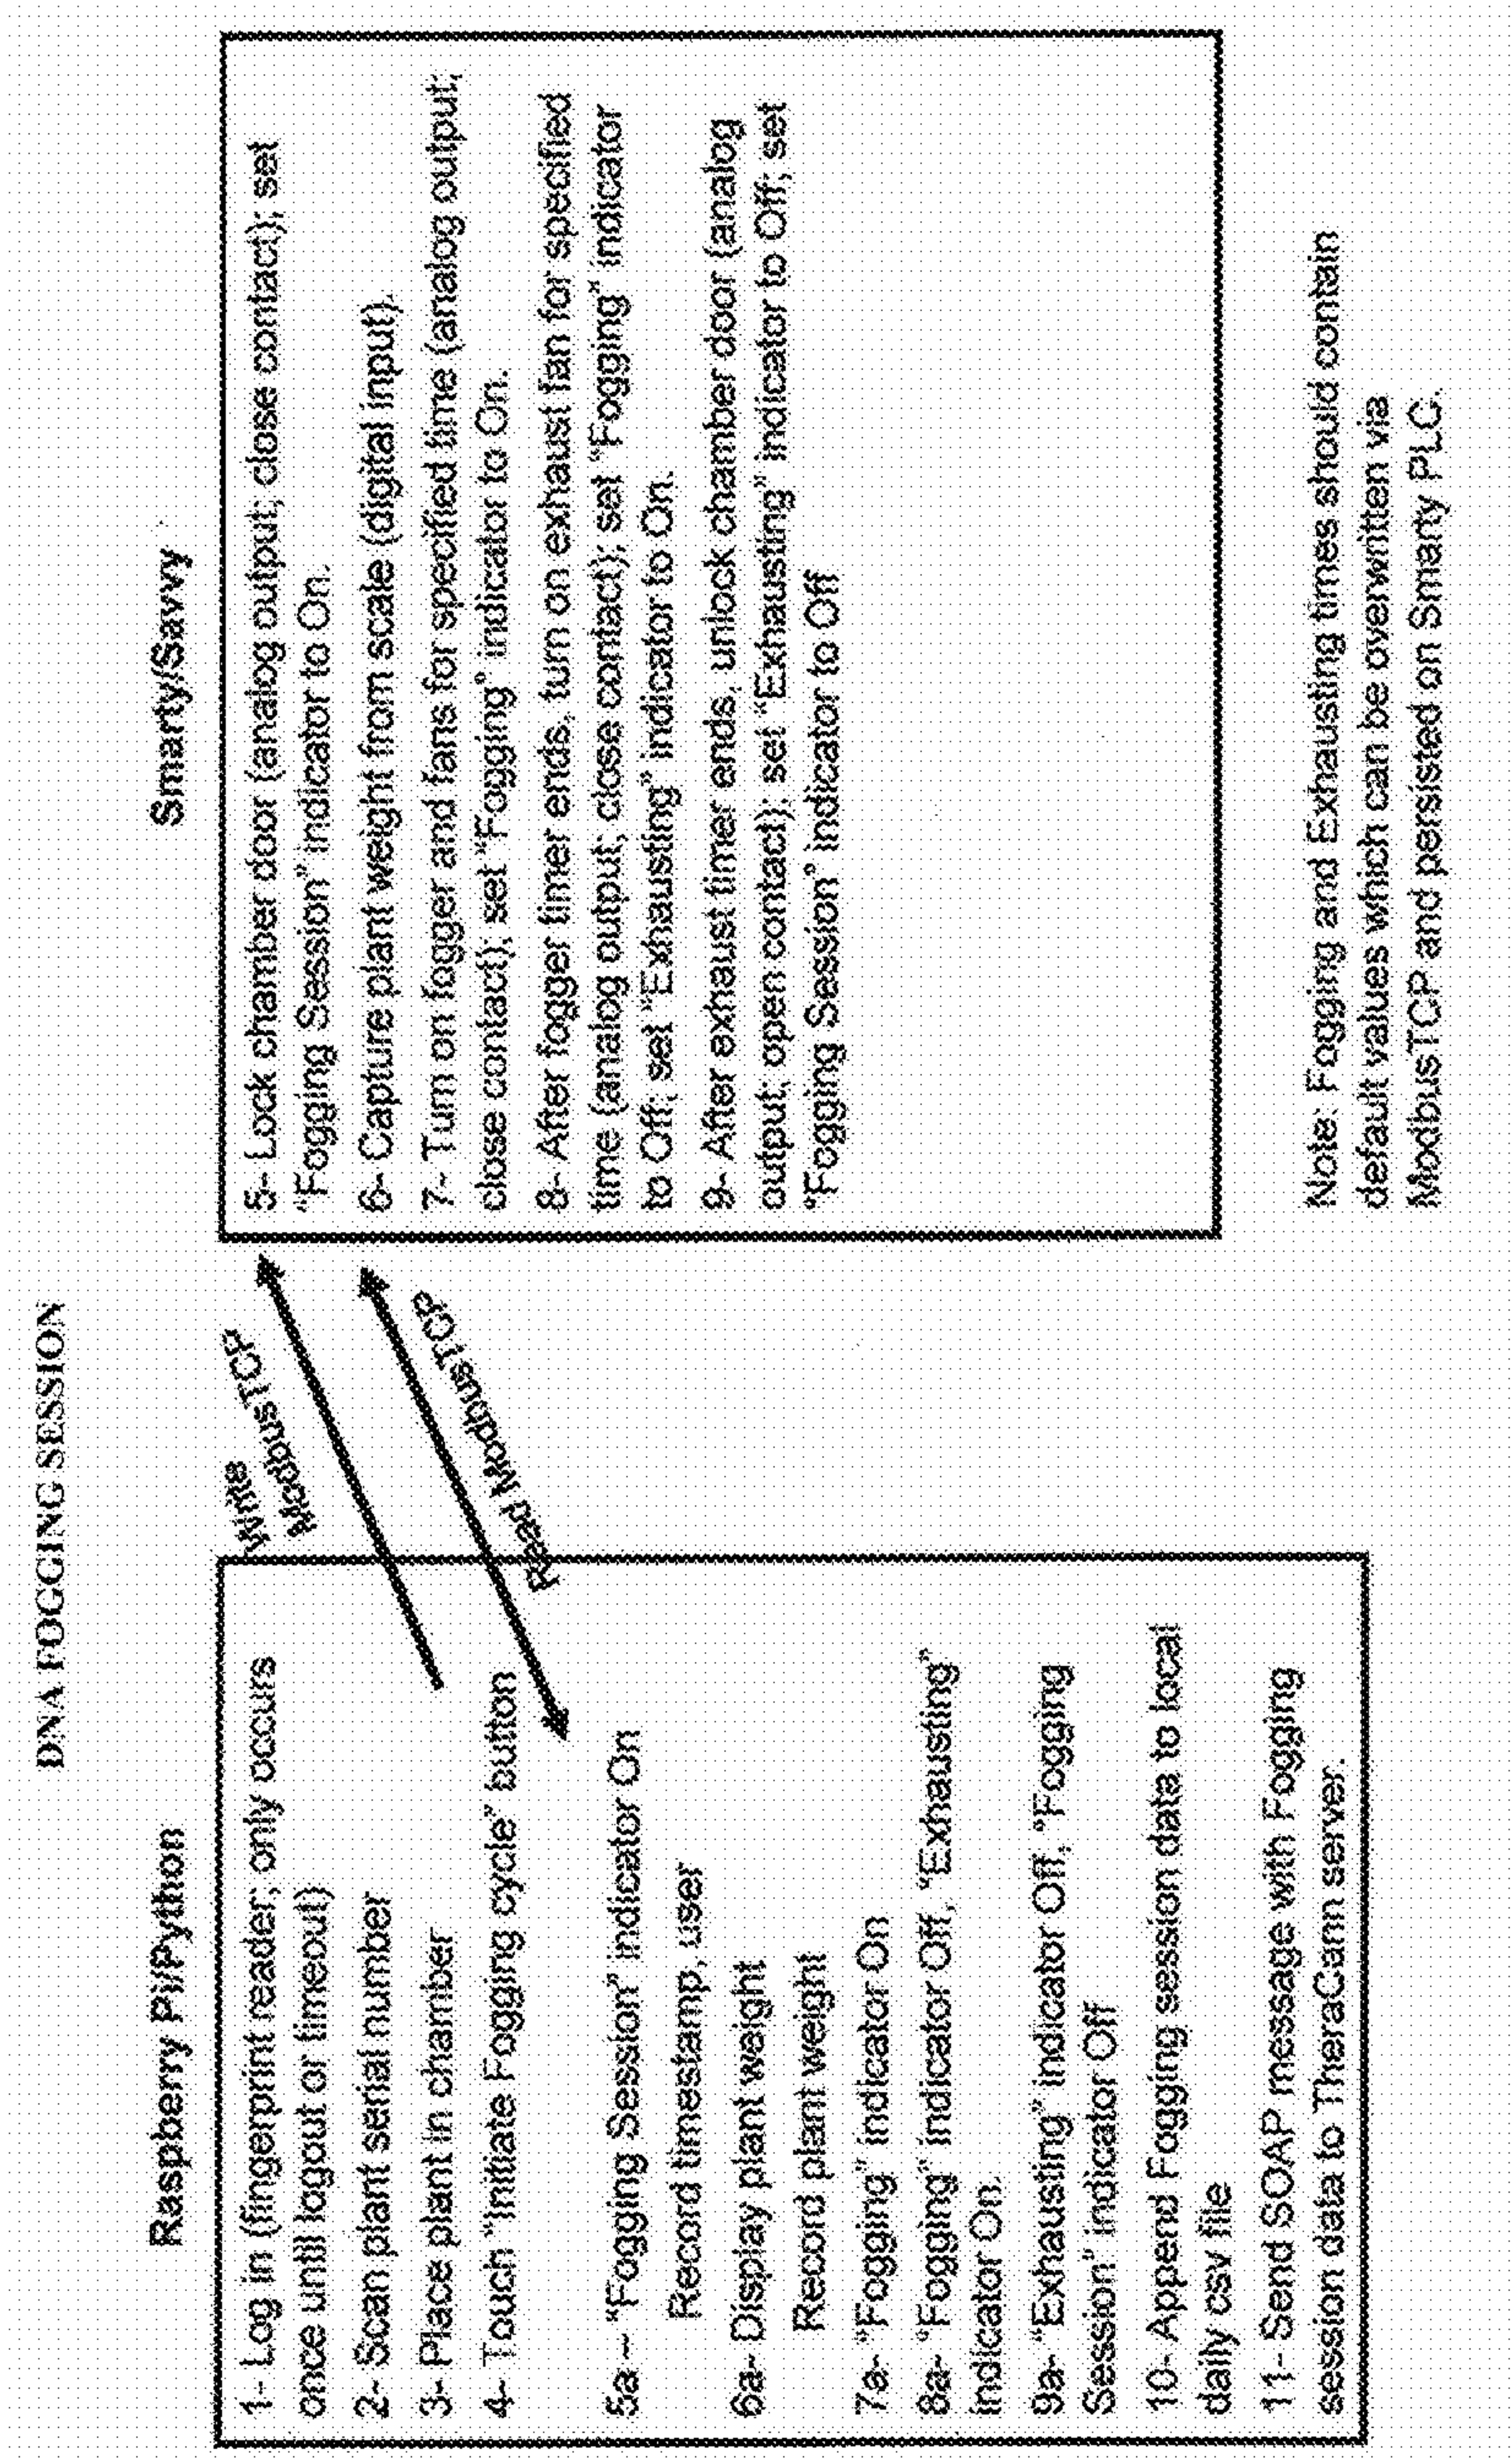 DNA FOGGING SESSION
Raspberry Pi/Python
1- Log in (fingerprint reader; only occurs
once until logout or timeout)
2- Scan plant serial number
3- Place plant in chamber
4- Touch "Initiate Fogging cycle" button
5a – "Fogging Session" indicator On
Record timestamp, user
6a- Display plant weight
Record plant weight
7a- "Fogging" indicator On
8a- "Fogging" indicator Off, "Exhausting"
indicator On.
9a- "Exhausting" indicator Off, "Fogging
Session" indicator Off
10- Append Fogging session data to local
daily csv file
11- Send SOAP message with Fogging
session data to TheraCann server.
Write
ModbusTCP
Read ModbusTCP
Smarty/Savvy
5- Lock chamber door (analog output; close contact); set
"Fogging Session" indicator to On.
6- Capture plant weight from scale (digital input).
7- Turn on fogger and fans for specified time (analog output;
close contact); set "Fogging" indicator to On.
8- After fogger timer ends, turn on exhaust fan for specified
time (analog output; close contact); set "Fogging" indicator
to Off; set "Exhausting" indicator to On.
9- After exhaust timer ends, unlock chamber door (analog
output; open contact); set "Exhausting" indicator to Off; set
"Fogging Session" indicator to Off
Note: Fogging and Exhausting times should contain
default values which can be overwritten via
ModbusTCP and persisted on Smarty PLC.